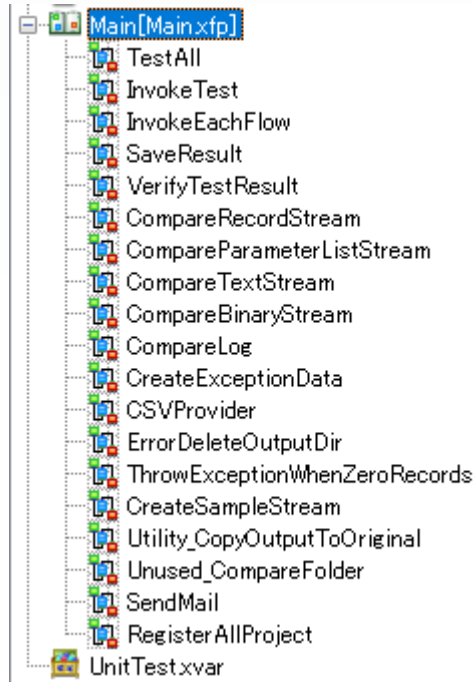 Main[Main.xfp]
TestAll
InvokeTest
InvokeEachFlow
SaveResult
VerifyTestResult
CompareRecordStream
CompareParameterListStream
CompareTextStream
CompareBinaryStream
CompareLog
CreateExceptionData
CSVProvider
ErrorDeleteOutputDir
ThrowExceptionWhenZeroRecords
CreateSampleStream
Utility_CopyOutputToOriginal
Unused_CompareFolder
SendMail
RegisterAllProject
UnitTest.xvar